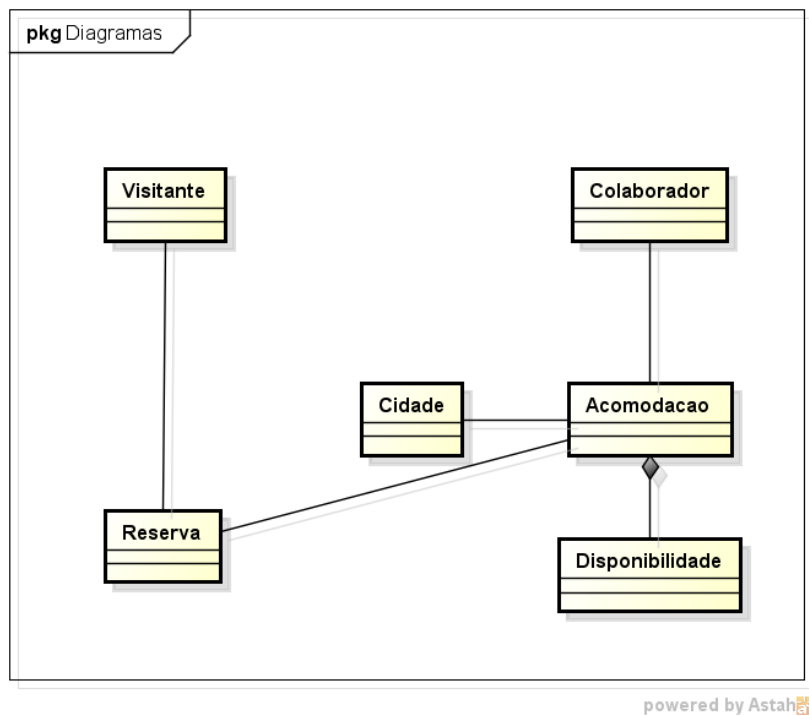 pkg Diagramas
Visitante
Colaborador
Cidade
Acomodacao
Reserva
Disponibilidade
powered by Astah